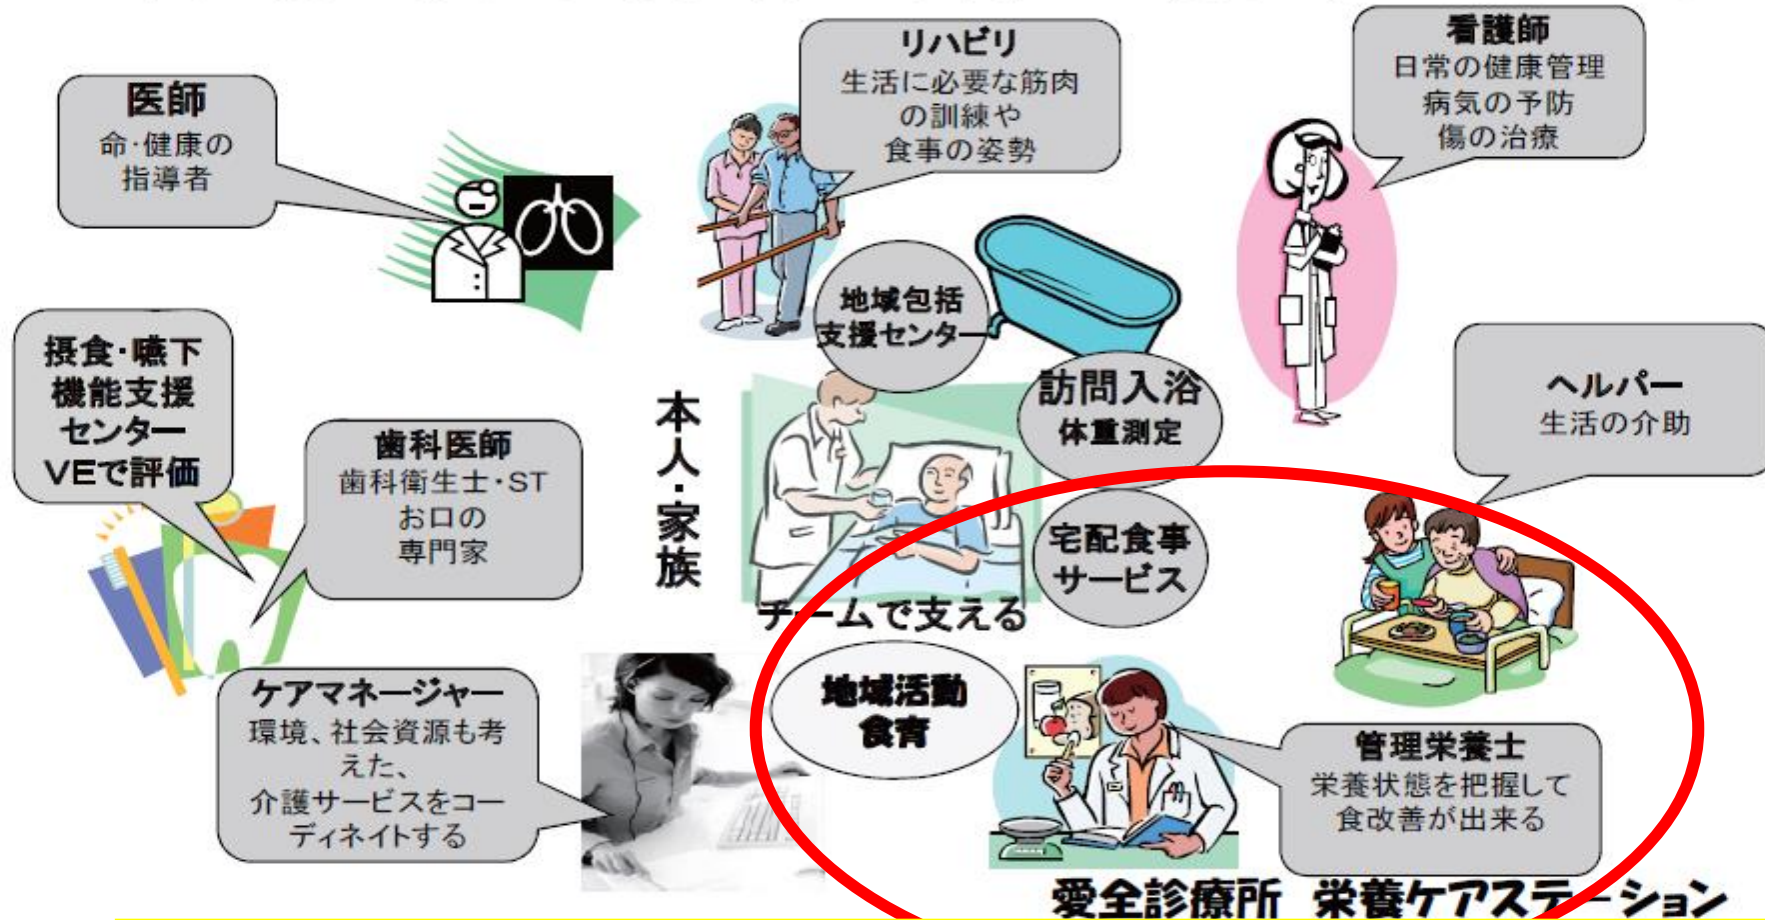 リハビリ
生活に必要な筋肉
の訓練や
食事の姿勢
看護師
日常の健康管理
病気の予防
傷の治療
医師
命・健康の
指導者
地域包括
支援センター
摂食・嚥下
機能支援
センター
VEで評価
訪問入浴
体重測定
ヘルパー
生活の介助
本人・家族
歯科医師
歯科衛生士・ST
お口の
専門家
宅配食事
サービス
チームで支える
ケアマネージャー
環境、社会資源も考
えた、
介護サービスをコー
ディネイトする
地域活動
食育
管理栄養士
栄養状態を把握して
食改善が出来る
愛全診療所 栄養ケアステーション